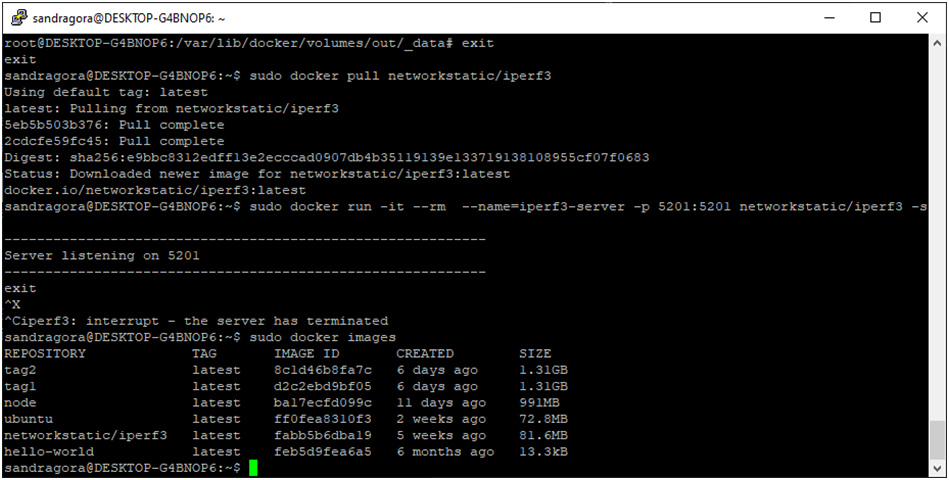 sandragora@DESKTOP-G4BNOP6: ~
root@DESKTOP-G4BNOP6:/var/lib/docker/volumes/out/_data# exit
exit
sandragora@DESKTOP-G4BNOP6:~$ sudo docker pull networkstatic/iperf3
Using default tag: latest
latest: Pulling from networkstatic/iperf3
5eb5b503b376: Pull complete
2cdcfe59fc45: Pull complete
Digest: sha256:e9bbc8312edff13e2ecccad0907db4b35119139e133719138108955cf07f0683
Status: Downloaded newer image for networkstatic/iperf3:latest
docker.io/networkstatic/iperf3:latest
sandragora@DESKTOP-G4BNOP6:~$ sudo docker run -it --rm  --name=iperf3-server -p 5201:5201 networkstatic/iperf3 -s
-----------------------------------------------------------
Server listening on 5201
-----------------------------------------------------------
exit
^X
^Ciperf3: interrupt - the server has terminated
sandragora@DESKTOP-G4BNOP6:~$ sudo docker images
REPOSITORY             TAG       IMAGE ID       CREATED        SIZE
tag2                   latest    8c1d46b8fa7c   6 days ago     1.31GB
tag1                   latest    d2c2ebd9bf05   6 days ago     1.31GB
node                   latest    ba17ecfd099c   11 days ago    991MB
ubuntu                 latest    ff0fea8310f3   2 weeks ago    72.8MB
networkstatic/iperf3   latest    fabb5b6dba19   5 weeks ago    81.6MB
hello-world            latest    feb5d9fea6a5   6 months ago   13.3kB
sandragora@DESKTOP-G4BNOP6:~$